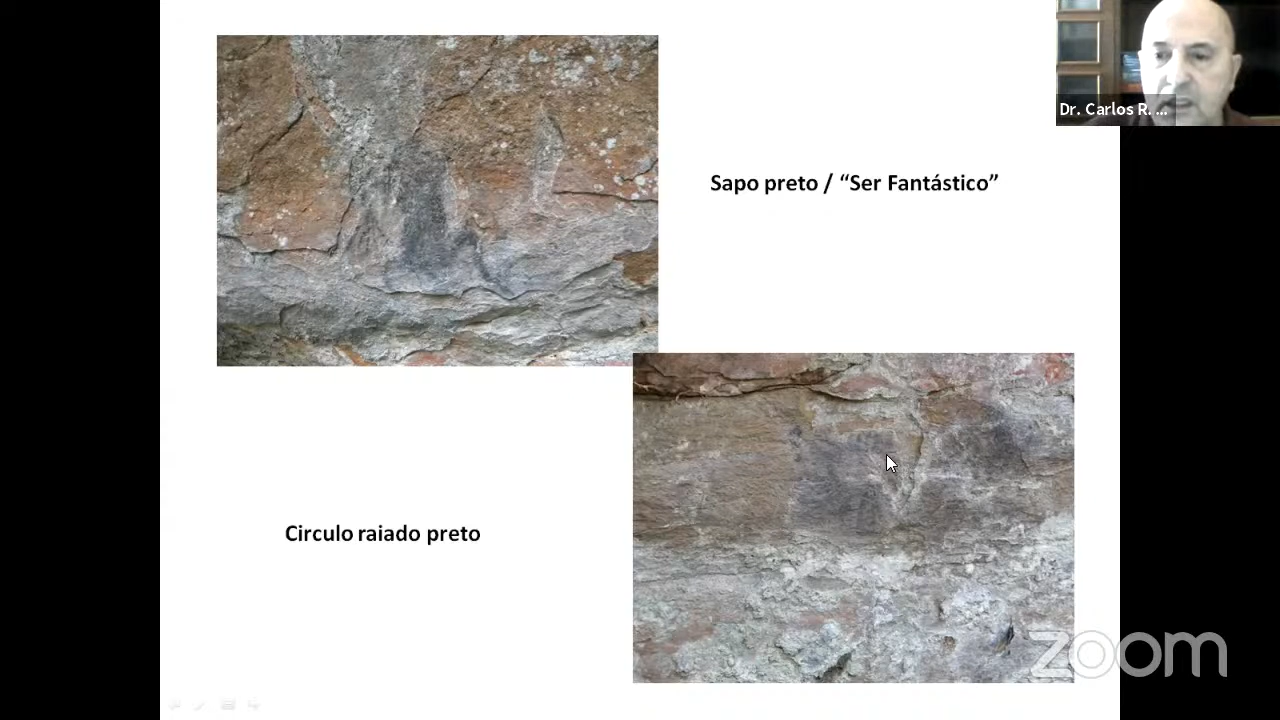 Dr. Carlos R. ...
Sapo preto / “Ser Fantástico”
Circulo raiado preto
zoom